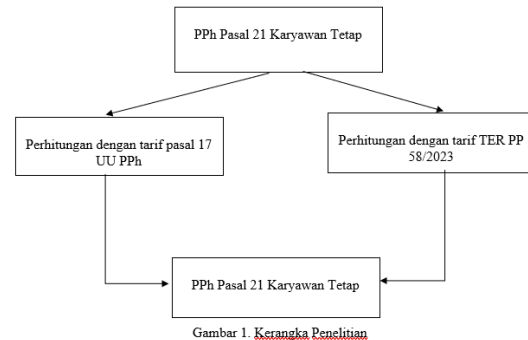 PPh Pasal 21 Karyawan Tetap
Perhitungan dengan tarif pasal 17
UU PPh
Perhitungan dengan tarif TER PP
58/2023
PPh Pasal 21 Karyawan Tetap
Gambar 1. Kerangka Penelitian